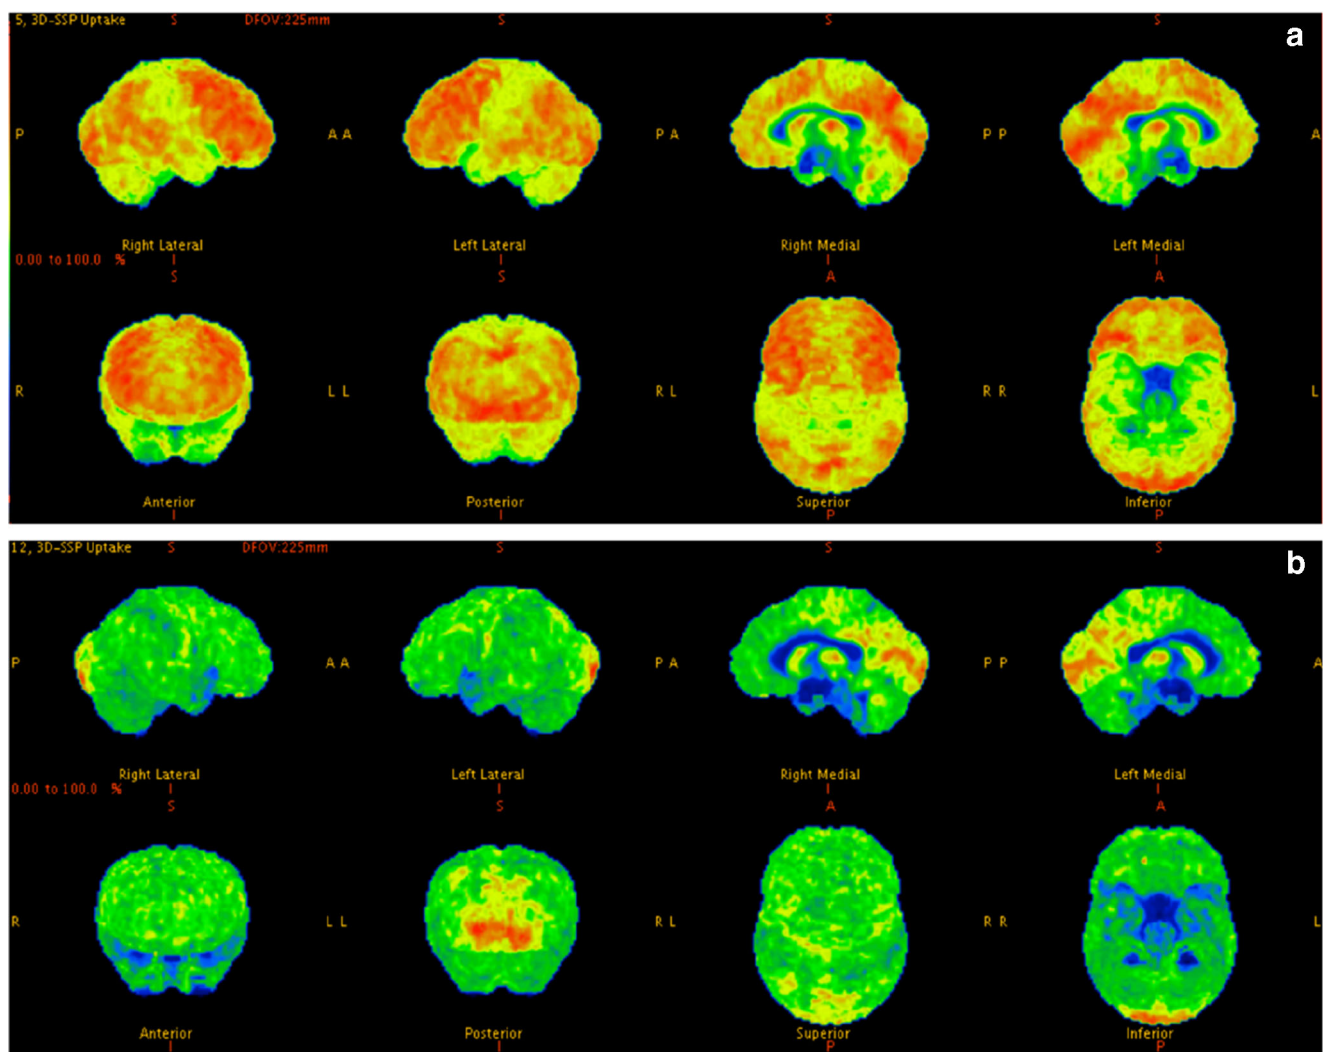 5, 3D-SSP Uptake S DFOV:225mm S S S a
P A A P A P P A
Right Lateral Left Lateral Right Medial Left Medial
0.00 to 100.0 % I I I I
S S A A
R L L R L R R L
Anterior Posterior Superior Inferior
I I P P
12, 3D-SSP Uptake S DFOV:225mm S S S b
P A A P A P P A
Right Lateral Left Lateral Right Medial Left Medial
0.00 to 100.0 % I I I I
S S A A
R L L R L R R L
Anterior Posterior Superior Inferior
I I P P